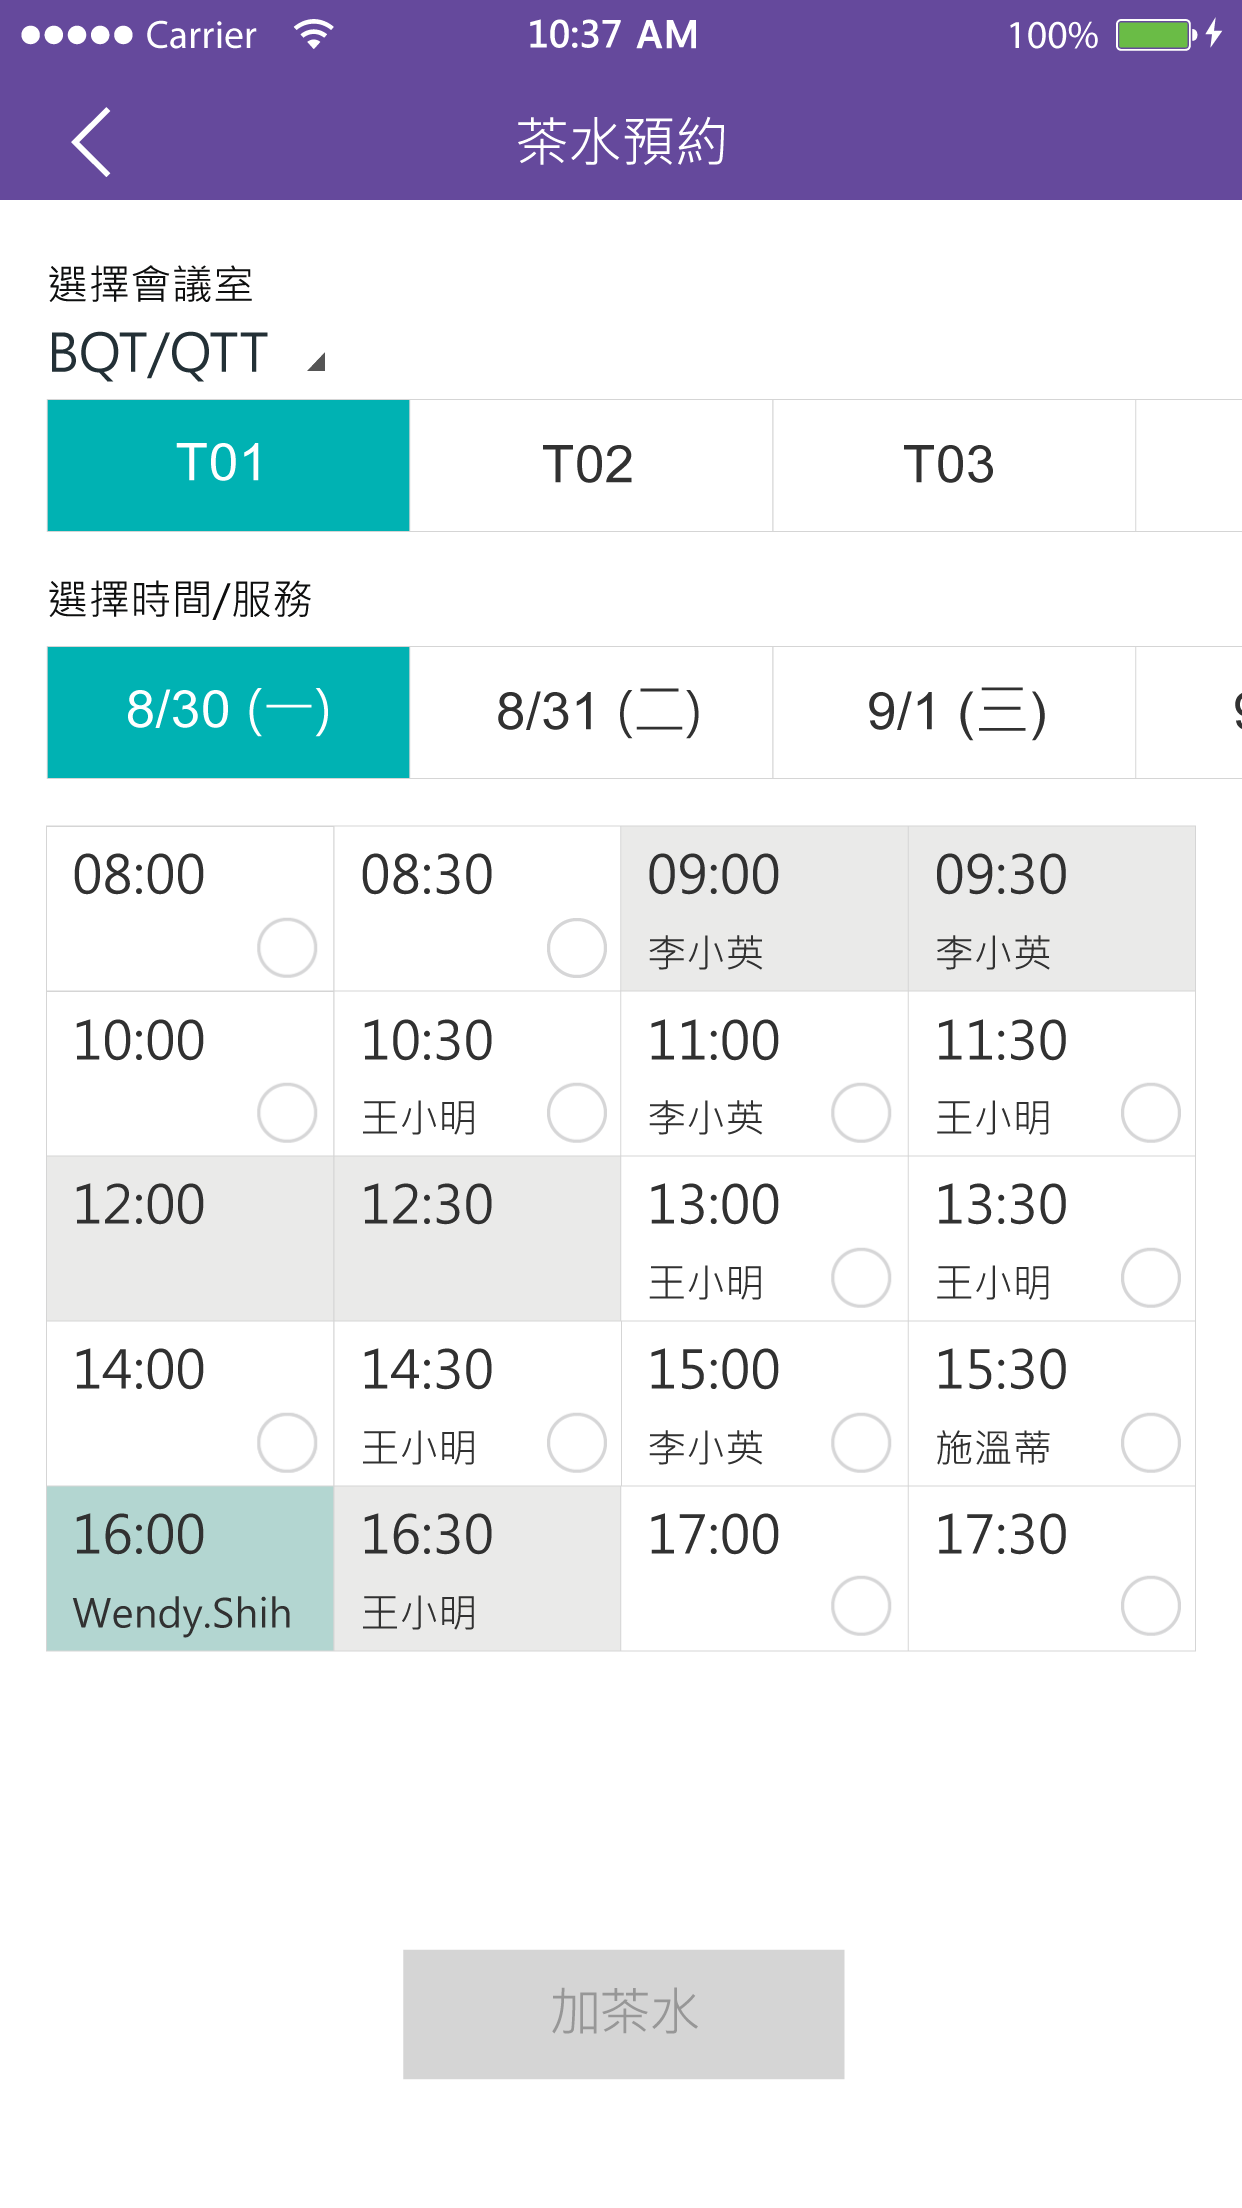 Carrier 10:37 AM 100%
茶水預約
選擇會議室
BQT/QTT
T01 T02 T03
選擇時間/服務
8/30 (一) 8/31 (二) 9/1 (三)
08:00 08:30 09:00 09:30
李小英 李小英
10:00 10:30 11:00 11:30
王小明 李小英 王小明
12:00 12:30 13:00 13:30
王小明 王小明
14:00 14:30 15:00 15:30
王小明 李小英 施溫蒂
16:00 16:30 17:00 17:30
Wendy.Shih 王小明
加茶水